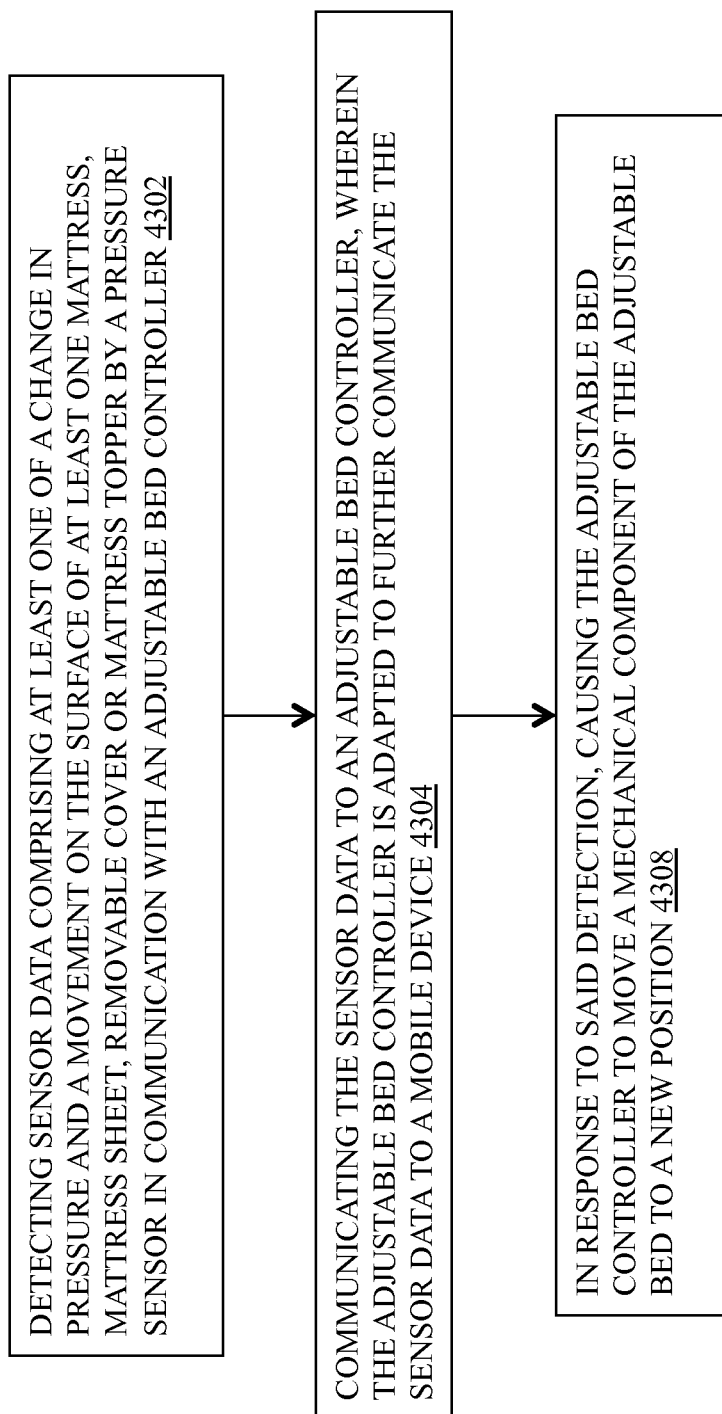 DETECTING SENSOR DATA COMPRISING AT LEAST ONE OF A CHANGE IN
PRESSURE AND A MOVEMENT ON THE SURFACE OF AT LEAST ONE MATTRESS,
MATTRESS SHEET, REMOVABLE COVER OR MATTRESS TOPPER BY A PRESSURE
SENSOR IN COMMUNICATION WITH AN ADJUSTABLE BED CONTROLLER 4302
COMMUNICATING THE SENSOR DATA TO AN ADJUSTABLE BED CONTROLLER, WHEREIN
THE ADJUSTABLE BED CONTROLLER IS ADAPTED TO FURTHER COMMUNICATE THE
SENSOR DATA TO A MOBILE DEVICE 4304
IN RESPONSE TO SAID DETECTION, CAUSING THE ADJUSTABLE BED
CONTROLLER TO MOVE A MECHANICAL COMPONENT OF THE ADJUSTABLE
BED TO A NEW POSITION 4308